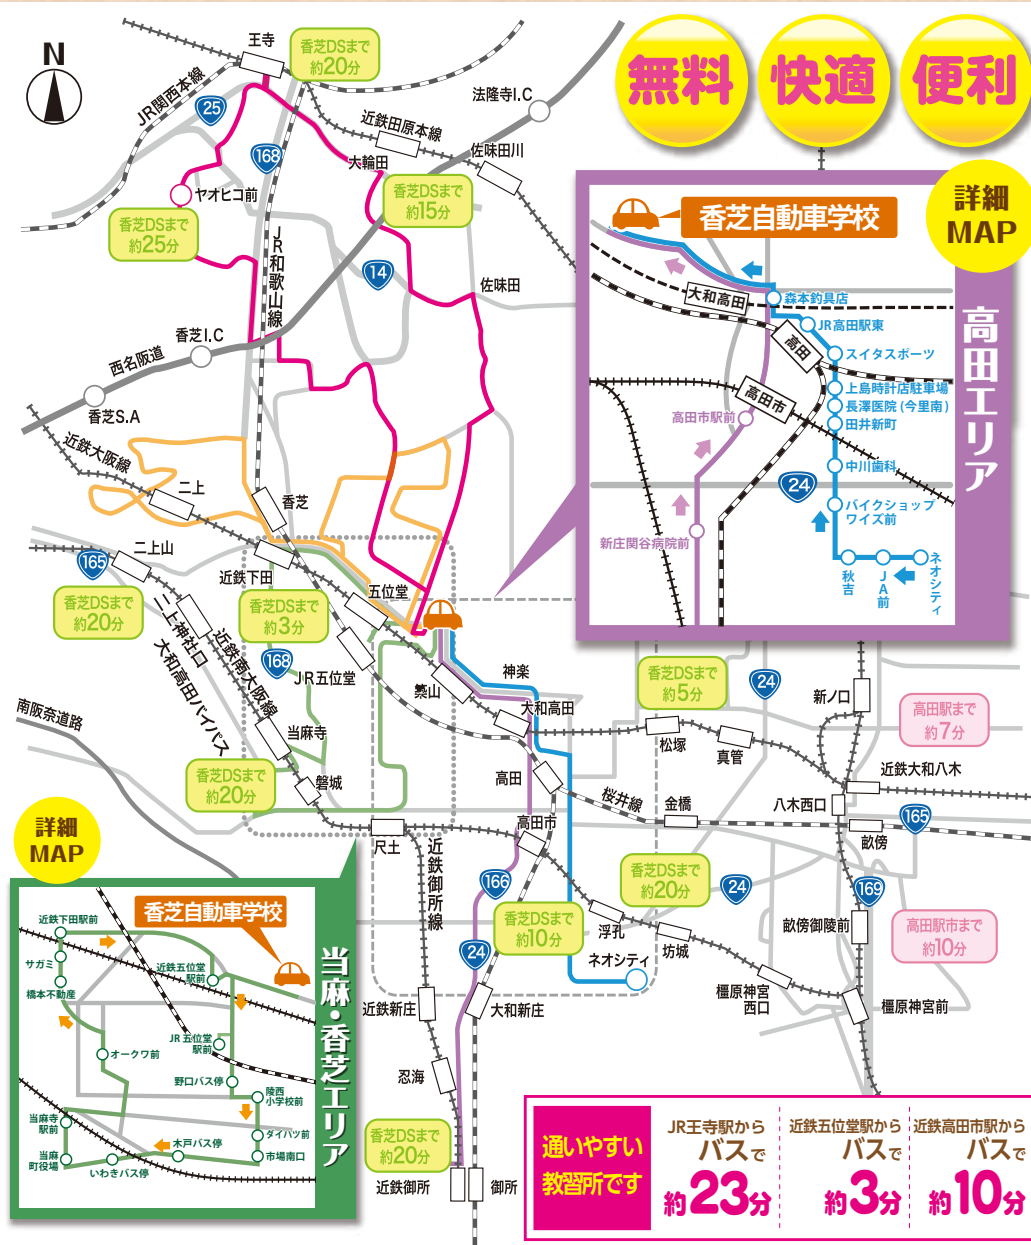 無料
快適
便利
N
王寺
香芝DSまで
約20分
JR関西本線
25
168
近鉄田原本線
法隆寺I.C
佐味田川
大輪田
ヤオヒコ前
香芝DSまで
約25分
香芝DSまで
約15分
JR和歌山線
14
佐味田
香芝I.C
西名阪道
香芝S.A
近鉄大阪線
二上
香芝
二上山
165
近鉄下田
五位堂
香芝DSまで
約20分
香芝DSまで
約3分
二上神社口
近鉄南大阪線
大和高田バイパス
168
JR五位堂
築山
神楽
大和高田
南阪奈道路
当麻寺
香芝DSまで
約20分
磐城
高田
尺土
高田市
近鉄御所線
香芝DSまで
約5分
24
松塚
真管
新ノ口
高田駅まで
約7分
近鉄大和八木
桜井線
金橋
八木西口
165
畝傍
166
香芝DSまで
約20分
24
169
香芝DSまで
約10分
浮孔
坊城
畝傍御陵前
高田駅市まで
約10分
24
ネオシティ
橿原神宮
西口
橿原神宮前
近鉄新庄
大和新庄
忍海
香芝DSまで
約20分
近鉄御所
御所
詳細
MAP
高田エリア
香芝自動車学校
大和高田
森本釣具店
JR高田駅東
高田
スイタスポーツ
上島時計店駐車場
長澤医院(今里南)
田井新町
高田市
高田市駅前
中川歯科
24
バイクショップ
ワイズ前
新庄関谷病院前
秋吉
JA前
ネオシティ
詳細
MAP
当麻・香芝エリア
香芝自動車学校
近鉄下田駅前
サガミ
橋本不動産
近鉄五位堂
駅前
JR五位堂
駅前
オークワ前
野口バス停
陵西
小学校前
当麻寺
駅前
ダイハツ前
木戸バス停
当麻
町役場
いわきバス停
市場南口
通いやすい
教習所です
JR王寺駅から
バスで
約23分
近鉄五位堂駅から
バスで
約3分
近鉄高田市駅から
バスで
約10分